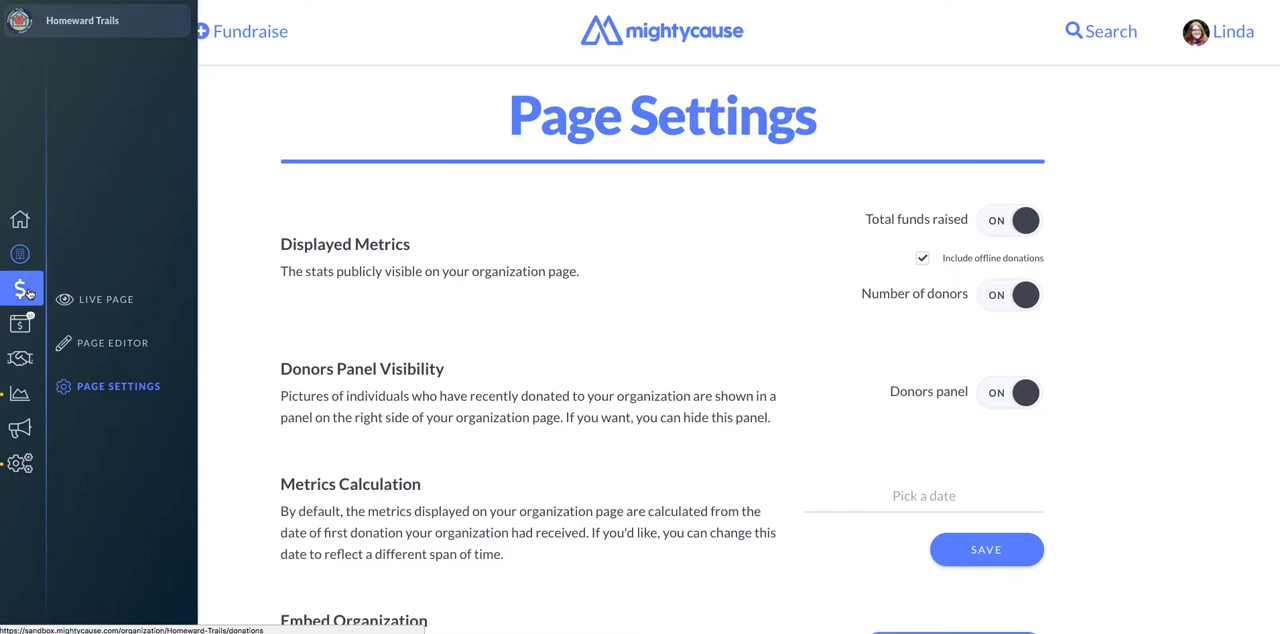 Homeward Trails
Fundraise
mightycause
Search
Linda
Page Settings
Displayed Metrics
The stats publicly visible on your organization page.
Total funds raised
ON
Include offline donations
Number of donors
ON
LIVE PAGE
PAGE EDITOR
PAGE SETTINGS
Donors Panel Visibility
Pictures of individuals who have recently donated to your organization are shown in a
panel on the right side of your organization page. If you want, you can hide this panel.
Donors panel
ON
Metrics Calculation
By default, the metrics displayed on your organization page are calculated from the
date of first donation your organization had received. If you'd like, you can change this
date to reflect a different span of time.
Pick a date
SAVE
Embed Organization
https://sandbox.mightycause.com/organization/Homeward-Trails/donations